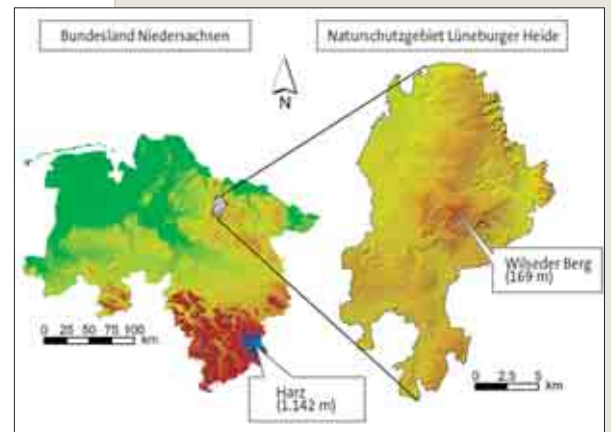 Bundesland Niedersachsen
Naturschutzgebiet Lüneburger Heide
N
Wilseder Berg
(169 m)
0 25 50 75 100
km
0 2,5 5
km
Harz
(1.142 m)